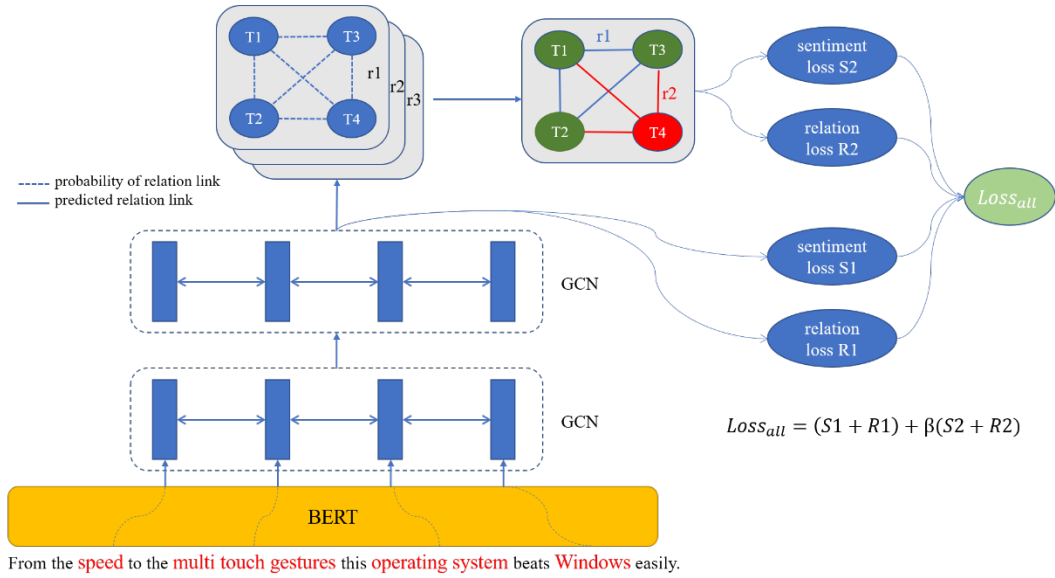 T1
T3
T2
T4
r1
r2
r3
T1
r1
T3
r2
T2
T4
sentiment
loss S2
relation
loss R2
Loss_all
probability of relation link
predicted relation link
sentiment
loss S1
relation
loss R1
GCN
GCN
Loss_all = (S1 + R1) + β(S2 + R2)
BERT
From the speed to the multi touch gestures this operating system beats Windows easily.